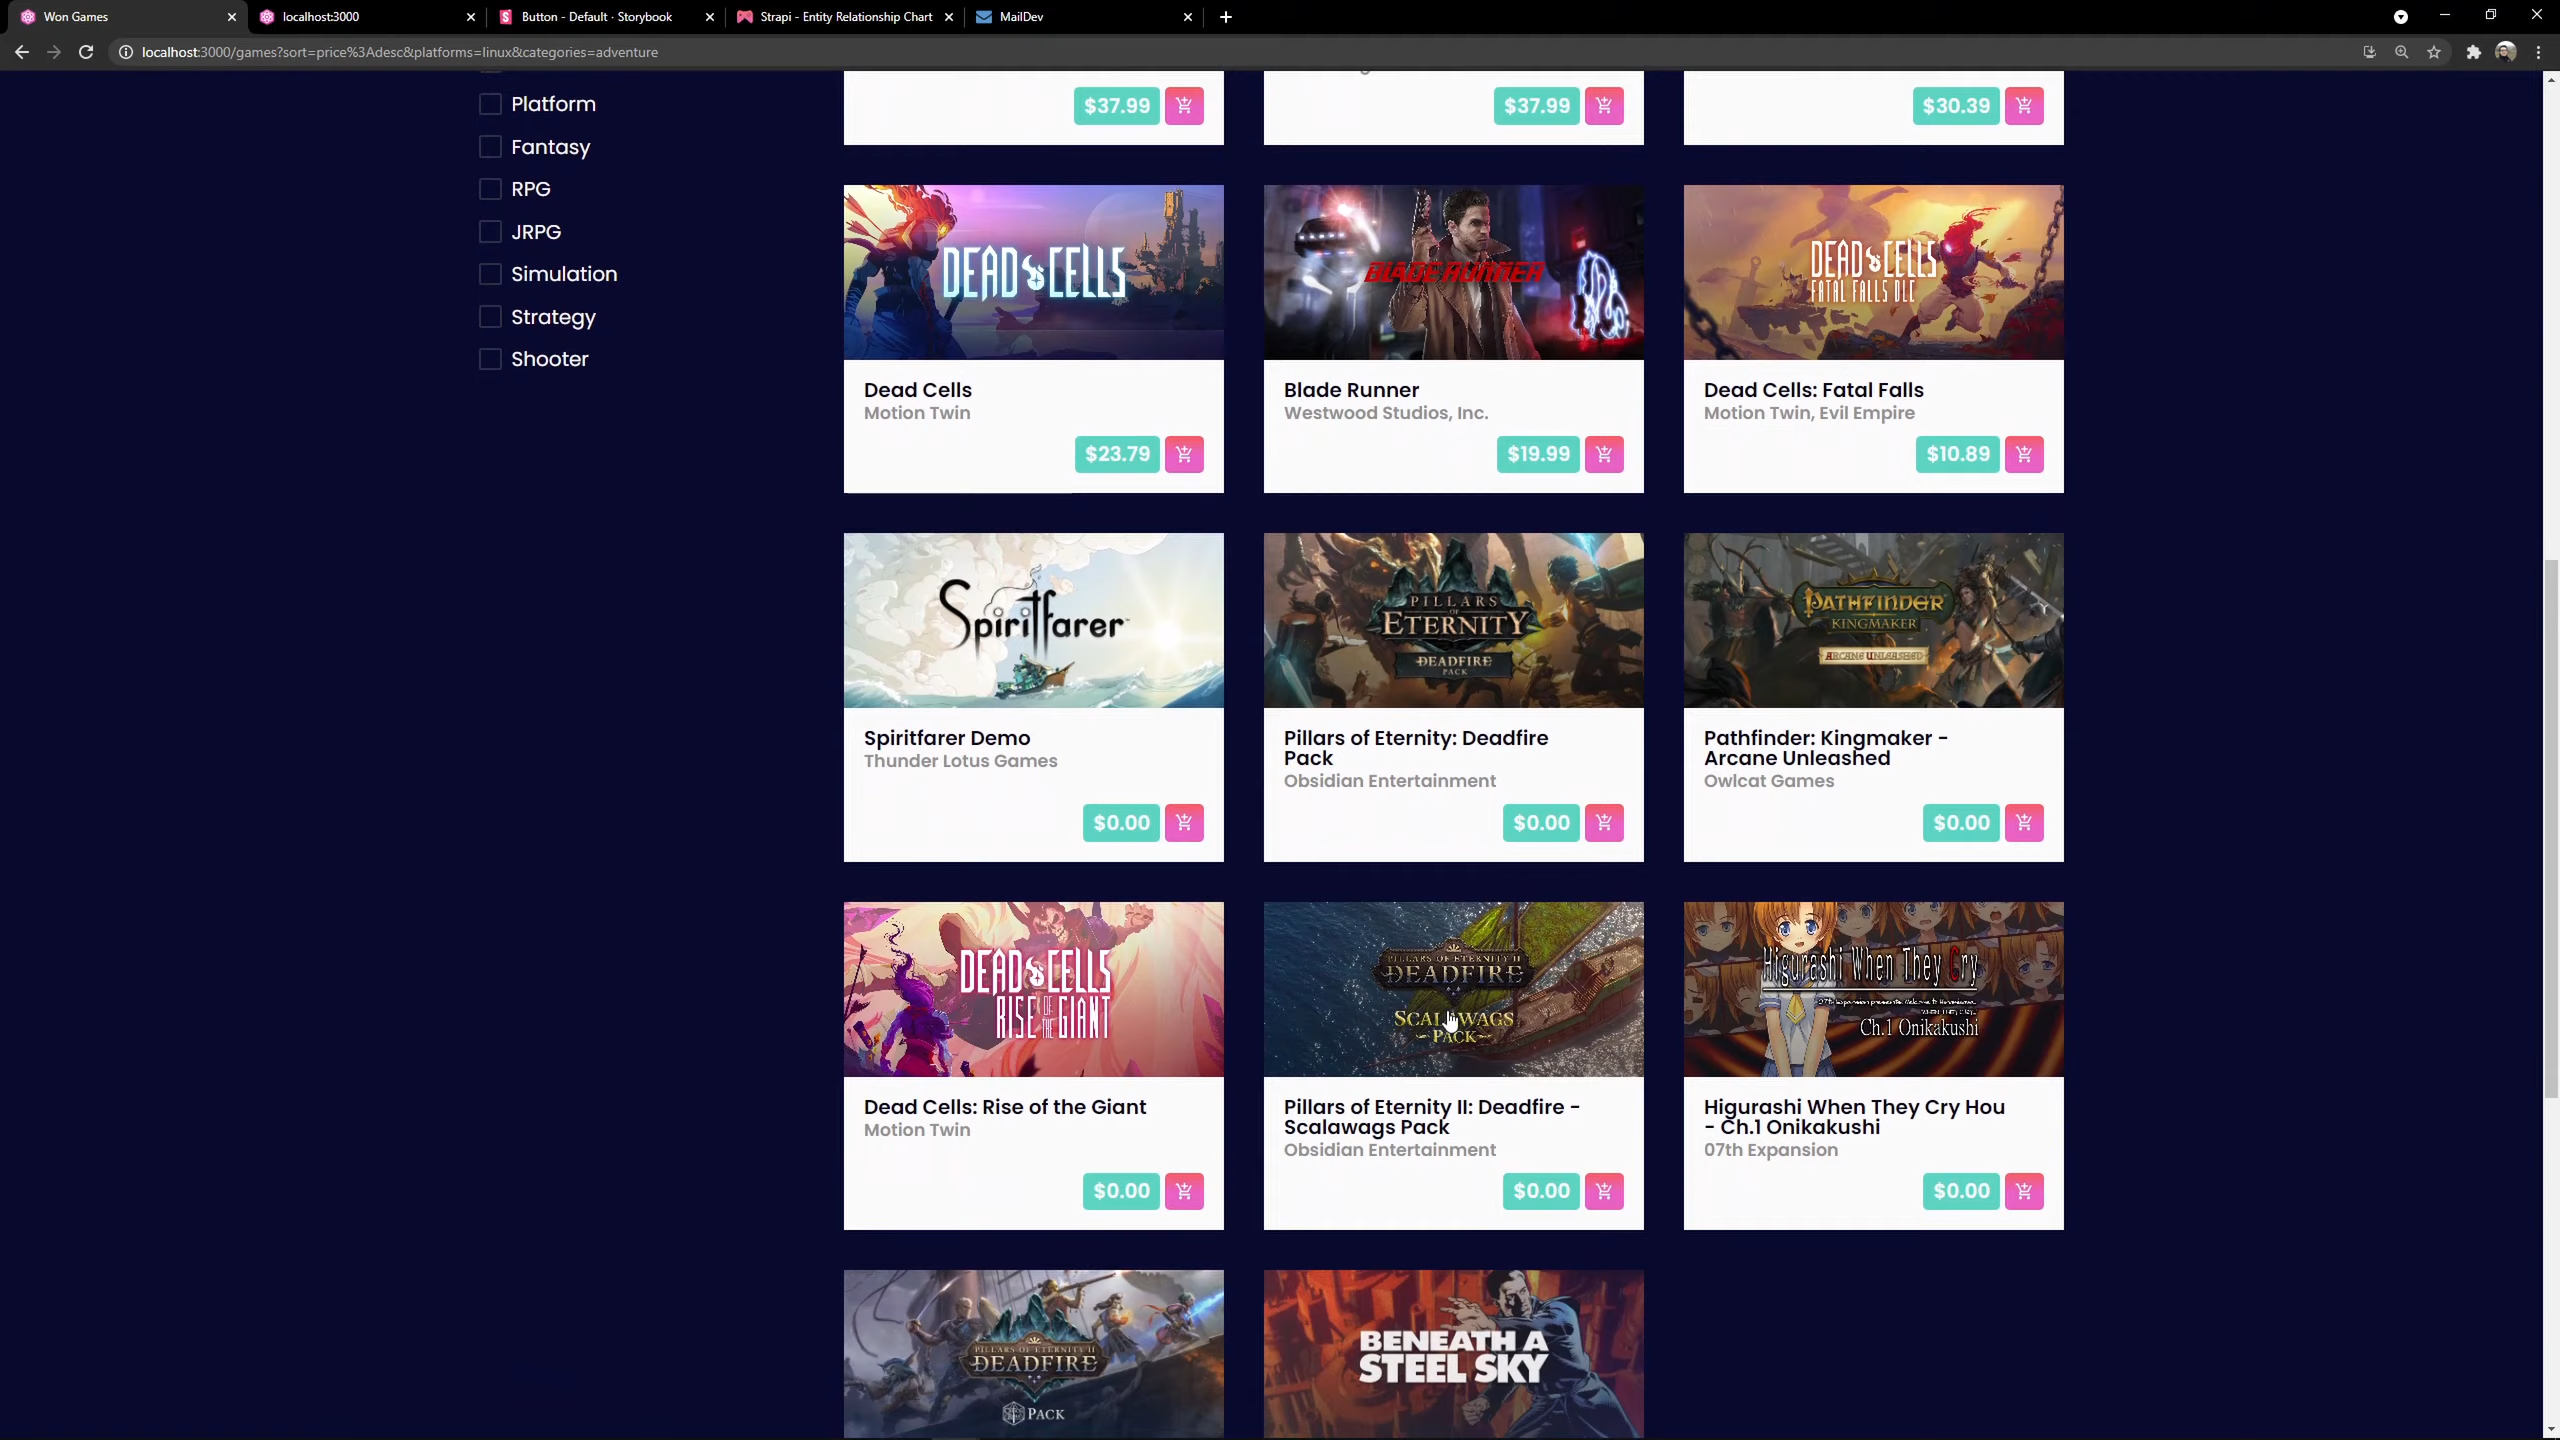 Won Games
localhost:3000
Button - Default · Storybook
Strapi - Entity Relationship Chart
MailDev
localhost:3000/games?sort=price%3Adesc&platforms=linux&categories=adventure
Platform
Fantasy
RPG
JRPG
Simulation
Strategy
Shooter
$37.99
$37.99
$30.39
DEAD CELLS
BLADE RUNNER
DEAD CELLS
FATAL FALLS DLC
Dead Cells
Motion Twin
$23.79
Blade Runner
Westwood Studios, Inc.
$19.99
Dead Cells: Fatal Falls
Motion Twin, Evil Empire
$10.89
Spiritfarer
PILLARS
OF
ETERNITY
DEADFIRE
PACK
PATHFINDER
KINGMAKER
ARCANE UNLEASHED
Spiritfarer Demo
Thunder Lotus Games
$0.00
Pillars of Eternity: Deadfire
Pack
Obsidian Entertainment
$0.00
Pathfinder: Kingmaker -
Arcane Unleashed
Owlcat Games
$0.00
DEAD CELLS
RISE OF THE GIANT
PILLARS OF ETERNITY II
DEADFIRE
SCALAWAGS
PACK
Higurashi When They Cry
Ch.1 Onikakushi
Dead Cells: Rise of the Giant
Motion Twin
$0.00
Pillars of Eternity II: Deadfire -
Scalawags Pack
Obsidian Entertainment
$0.00
Higurashi When They Cry Hou
- Ch.1 Onikakushi
07th Expansion
$0.00
PILLARS OF ETERNITY II
DEADFIRE
PACK
BENEATH A
STEEL SKY